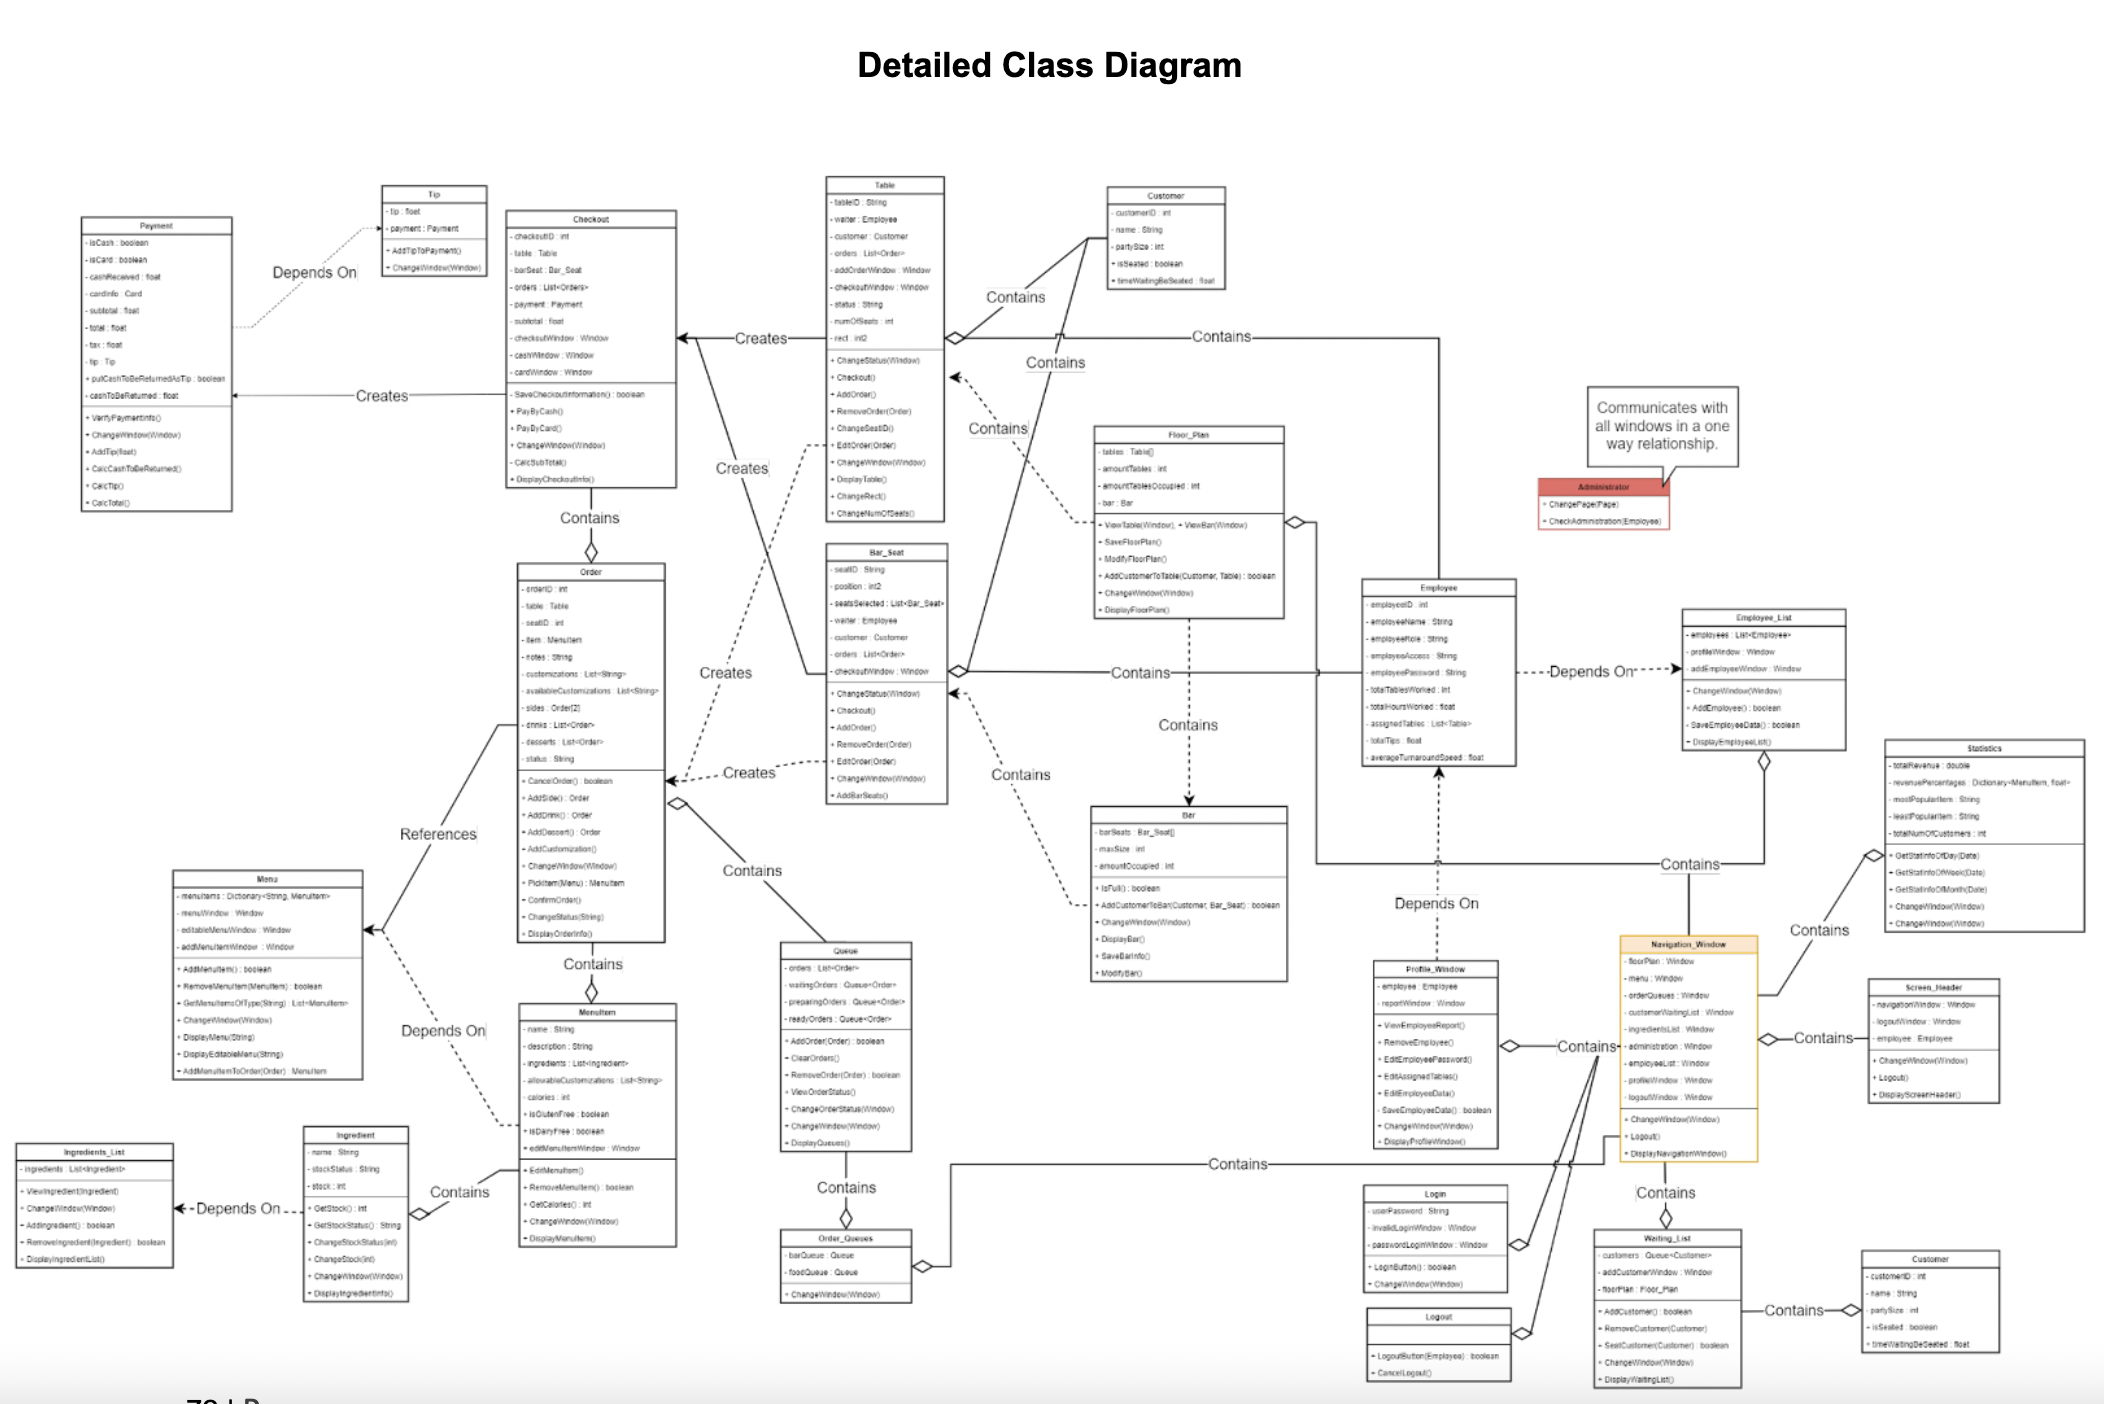 Detailed Class Diagram
Payment
- isCash : boolean
- isCard : boolean
- cashReceived : float
- cardInfo : Card
- subtotal : float
- total : float
- tax : float
- tip : Tip
+ putCashToBeReturnedAsTip : boolean
- cashToBeReturned : float
+ VerifyPaymentInfo()
+ ChangeWindow(Window)
+ AddTip(float)
+ CalcCashToBeReturned()
+ CalcTip()
+ CalcTotal()
Depends On
Tip
- tip : float
- payment : Payment
+ AddTipToPayment()
+ ChangeWindow(Window)
Creates
Checkout
- checkoutID : int
- table : Table
- barSeat : Bar_Seat
- orders : List<Orders>
- payment : Payment
- subtotal : float
- checkoutWindow : Window
- cashWindow : Window
- cardWindow : Window
- SaveCheckoutInformation() : boolean
+ PayByCash()
+ PayByCard()
+ ChangeWindow(Window)
- CalcSubTotal()
+ DisplayCheckoutInfo()
Creates
Creates
Contains
Table
- tableID : String
- waiter : Employee
- customer : Customer
- orders : List<Order>
- addOrderWindow : Window
- checkoutWindow : Window
- status : String
- numOfSeats : int
- rect : int2
+ ChangeStatus(Window)
+ Checkout()
+ AddOrder()
+ RemoveOrder(Order)
+ ChangeSeatID()
+ EditOrder(Order)
+ ChangeWindow(Window)
+ DisplayTable()
+ ChangeRect()
+ ChangeNumOfSeats()
Customer
- customerID : int
- name : String
- partySize : int
+ isSeated : boolean
+ timeWaitingBeSeated : float
Contains
Contains
Contains
Contains
Floor_Plan
- tables : Table[]
- amountTables : int
- amountTablesOccupied : int
- bar : Bar
+ ViewTable(Window), + ViewBar(Window)
+ SaveFloorPlan()
+ ModifyFloorPlan()
+ AddCustomerToTable(Customer, Table) : boolean
+ ChangeWindow(Window)
+ DisplayFloorPlan()
Communicates with
all windows in a one
way relationship.
Administrator
+ ChangePage(Page)
+ CheckAdministration(Employee)
Order
- orderID : int
- table : Table
- seatID : int
- item : MenuItem
- notes : String
- customizations : List<String>
- availableCustomizations : List<String>
- sides : Order[2]
- drinks : List<Order>
- desserts : List<Order>
- status : String
+ CancelOrder() : boolean
+ AddSide() : Order
+ AddDrink() : Order
+ AddDessert() : Order
+ AddCustomization()
+ ChangeWindow(Window)
+ PickItem(Menu) : MenuItem
+ ConfirmOrder()
+ ChangeStatus(String)
+ DisplayOrderInfo()
Creates
Creates
Bar_Seat
- seatID : String
- position : int2
- seatsSelected : List<Bar_Seat>
- waiter : Employee
- customer : Customer
- orders : List<Order>
- checkoutWindow : Window
+ ChangeStatus(Window)
+ Checkout()
+ AddOrder()
+ RemoveOrder(Order)
+ EditOrder(Order)
+ ChangeWindow(Window)
+ AddBarSeats()
Contains
Contains
Contains
Employee
- employeeID : int
- employeeName : String
- employeeRole : String
- employeeAccess : String
- employeePassword : String
- totalTablesWorked : int
- totalHoursWorked : float
- assignedTables : List<Table>
- totalTips : float
- averageTurnaroundSpeed : float
Depends On
Employee_List
- employees : List<Employee>
- profileWindow : Window
- addEmployeeWindow : Window
+ ChangeWindow(Window)
+ AddEmployee() : boolean
- SaveEmployeeData() : boolean
+ DisplayEmployeeList()
Statistics
- totalRevenue : double
- revenuePercentages : Dictionary<MenuItem, float>
- mostPopularItem : String
- leastPopularItem : String
- totalNumOfCustomers : int
+ GetStatInfoOfDay(Date)
+ GetStatInfoOfWeek(Date)
+ GetStatInfoOfMonth(Date)
+ ChangeWindow(Window)
+ ChangeWindow(Window)
Bar
- barSeats : Bar_Seat[]
- maxSize : int
- amountOccupied : int
+ IsFull() : boolean
+ AddCustomerToBar(Customer, Bar_Seat) : boolean
+ ChangeWindow(Window)
+ DisplayBar()
+ SaveBarInfo()
+ ModifyBar()
References
Contains
Contains
Depends On
Contains
Menu
- menuItems : Dictionary<String, MenuItem>
- menuWindow : Window
- editableMenuWindow : Window
- addMenuItemWindow : Window
+ AddMenuItem() : boolean
+ RemoveMenuItem(MenuItem) : boolean
+ GetMenuItemsOfType(String) : List<MenuItem>
+ ChangeWindow(Window)
+ DisplayMenu(String)
+ DisplayEditableMenu(String)
+ AddMenuItemToOrder(Order) : MenuItem
Depends On
Contains
MenuItem
- name : String
- description : String
- ingredients : List<Ingredient>
- allowableCustomizations : List<String>
- calories : int
+ isGlutenFree : boolean
+ isDairyFree : boolean
- editMenuItemWindow : Window
+ EditMenuItem()
+ RemoveMenuItem() : boolean
+ GetCalories() : int
+ ChangeWindow(Window)
+ DisplayMenuItem()
Queue
- orders : List<Order>
- waitingOrders : Queue<Order>
- preparingOrders : Queue<Order>
- readyOrders : Queue<Order>
+ AddOrder(Order) : boolean
+ ClearOrders()
+ RemoveOrder(Order) : boolean
+ ViewOrderStatus()
+ ChangeOrderStatus(Window)
+ ChangeWindow(Window)
+ DisplayQueues()
Profile_Window
- employee : Employee
- reportWindow : Window
+ ViewEmployeeReport()
+ RemoveEmployee()
+ EditEmployeePassword()
+ EditAssignedTables()
+ EditEmployeeData()
- SaveEmployeeData() : boolean
+ ChangeWindow(Window)
+ DisplayProfileWindow()
Contains
Navigation_Window
- floorPlan : Window
- menu : Window
- orderQueues : Window
- customerWaitingList : Window
- ingredientsList : Window
- administration : Window
- employeeList : Window
- profileWindow : Window
- logoutWindow : Window
+ ChangeWindow(Window)
+ Logout()
+ DisplayNavigationWindow()
Contains
Screen_Header
- navigationWindow : Window
- logoutWindow : Window
- employee : Employee
+ ChangeWindow(Window)
+ Logout()
+ DisplayScreenHeader()
Ingredients_List
- ingredients : List<Ingredient>
+ ViewIngredient(Ingredient)
+ ChangeWindow(Window)
+ AddIngredient() : boolean
+ RemoveIngredient(Ingredient) : boolean
+ DisplayIngredientList()
Depends On
Ingredient
- name : String
- stockStatus : String
- stock : int
+ GetStock() : int
+ GetStockStatus() : String
+ ChangeStockStatus(int)
+ ChangeStock(int)
+ ChangeWindow(Window)
+ DisplayIngredientInfo()
Contains
Contains
Contains
Order_Queues
- barQueue : Queue
- foodQueue : Queue
+ ChangeWindow(Window)
Login
- userPassword : String
- invalidLoginWindow : Window
- passwordLoginWindow : Window
+ LoginButton() : boolean
+ ChangeWindow(Window)
Logout
+ LogoutButton(Employee) : boolean
+ CancelLogout()
Contains
Waiting_List
- customers : Queue<Customer>
- addCustomerWindow : Window
- floorPlan : Floor_Plan
+ AddCustomer() : boolean
+ RemoveCustomer(Customer)
+ SeatCustomer(Customer) : boolean
+ ChangeWindow(Window)
+ DisplayWaitingList()
Contains
Customer
- customerID : int
- name : String
- partySize : int
+ isSeated : boolean
+ timeWaitingBeSeated : float